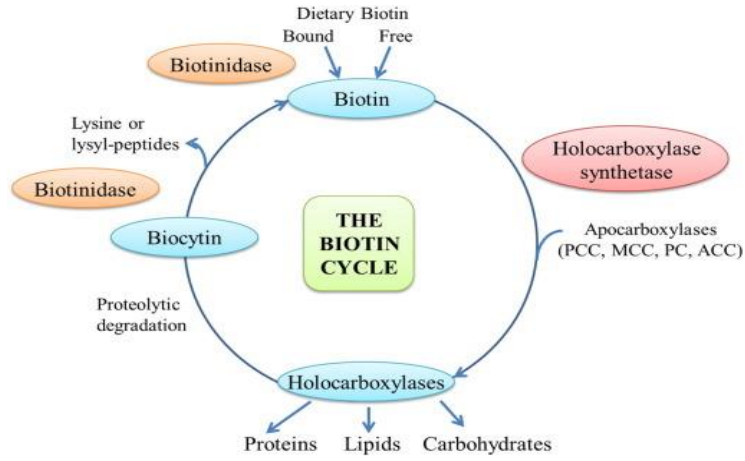 Dietary Biotin
Bound
Free
Biotinidase
Biotin
Lysine or
lysyl-peptides
Holocarboxylase
synthetase
Biotinidase
Biocytin
THE
BIOTIN
CYCLE
Apocarboxylases
(PCC, MCC, PC, ACC)
Proteolytic
degradation
Holocarboxylases
Proteins
Lipids
Carbohydrates